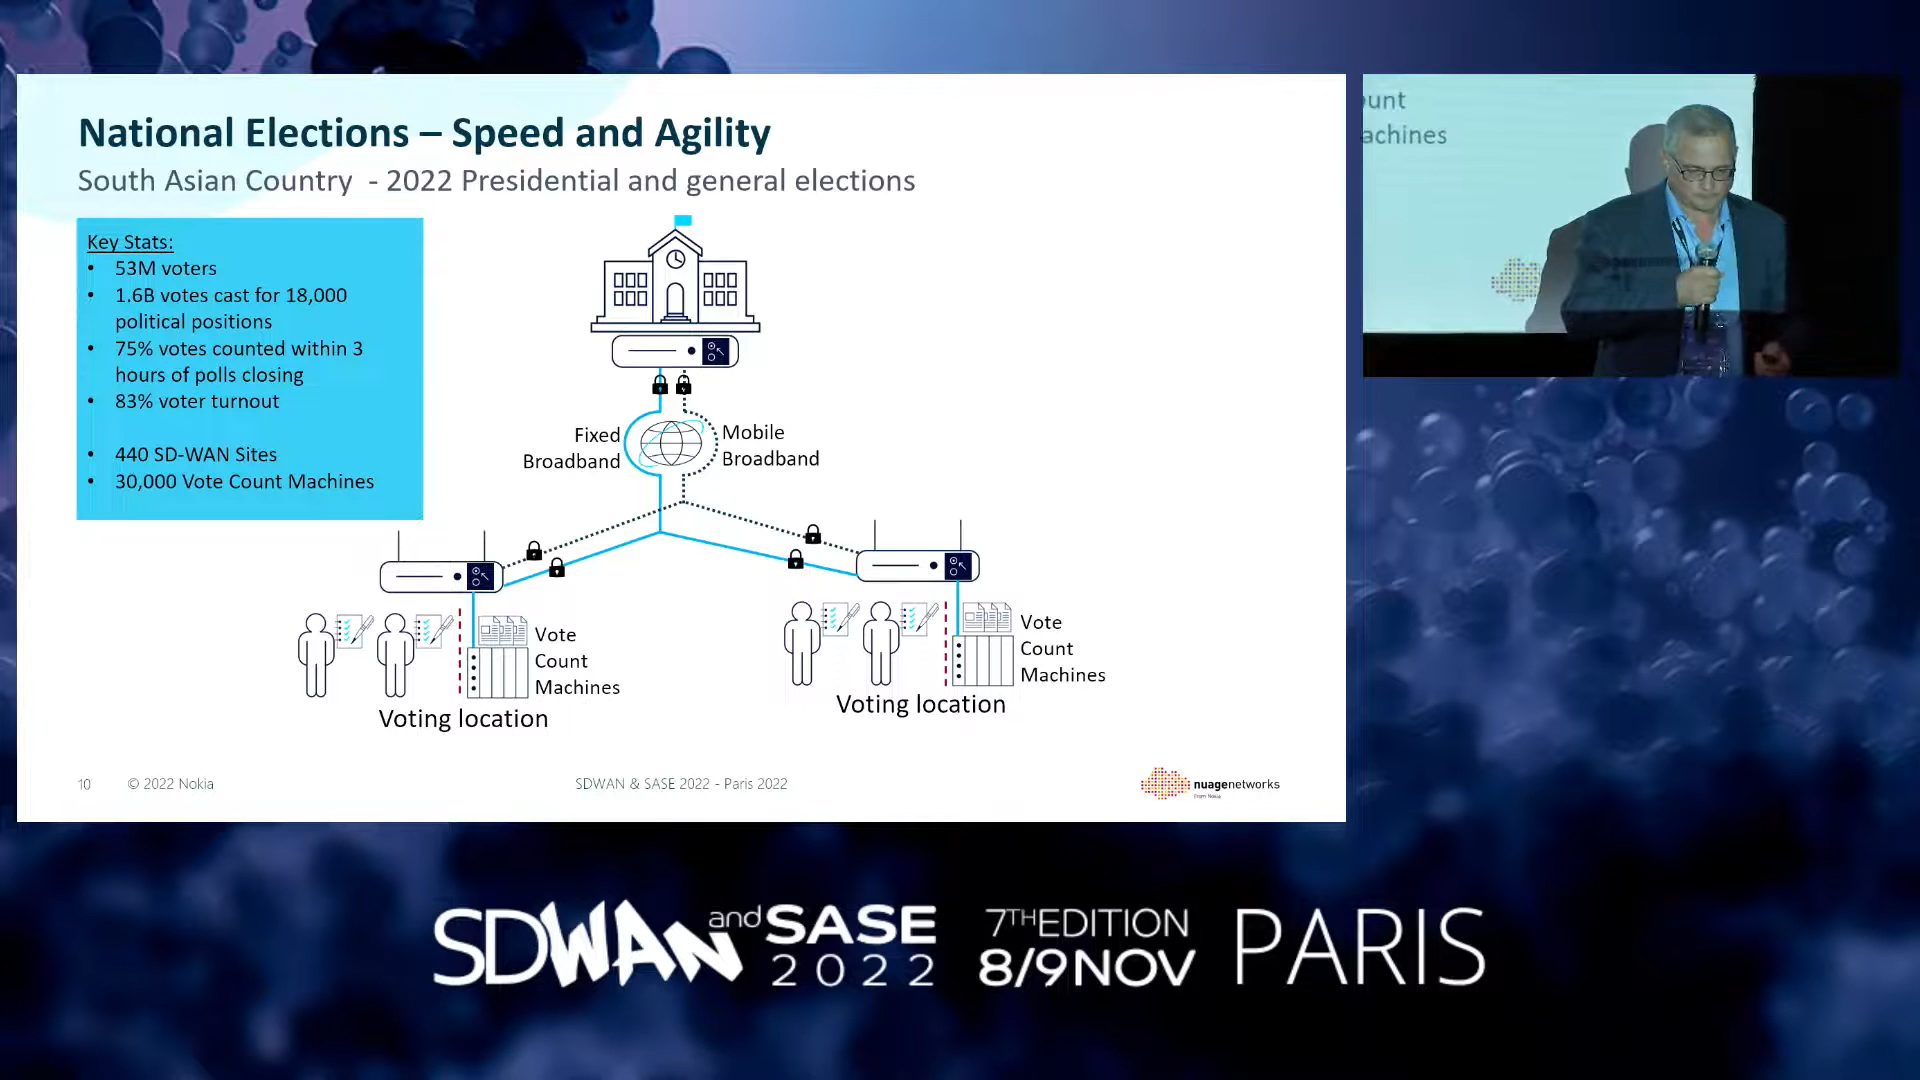 National Elections – Speed and Agility
South Asian Country - 2022 Presidential and general elections
Key Stats:
• 53M voters
• 1.6B votes cast for 18,000
political positions
• 75% votes counted within 3
hours of polls closing
• 83% voter turnout
• 440 SD-WAN Sites
• 30,000 Vote Count Machines
Fixed
Broadband
Mobile
Broadband
Vote
Count
Machines
Voting location
Vote
Count
Machines
Voting location
10
© 2022 Nokia
SDWAN & SASE 2022 - Paris 2022
nuagenetworks
From Nokia
unt
achines
SDWAN and SASE
2022
7TH EDITION
8/9NOV
PARIS